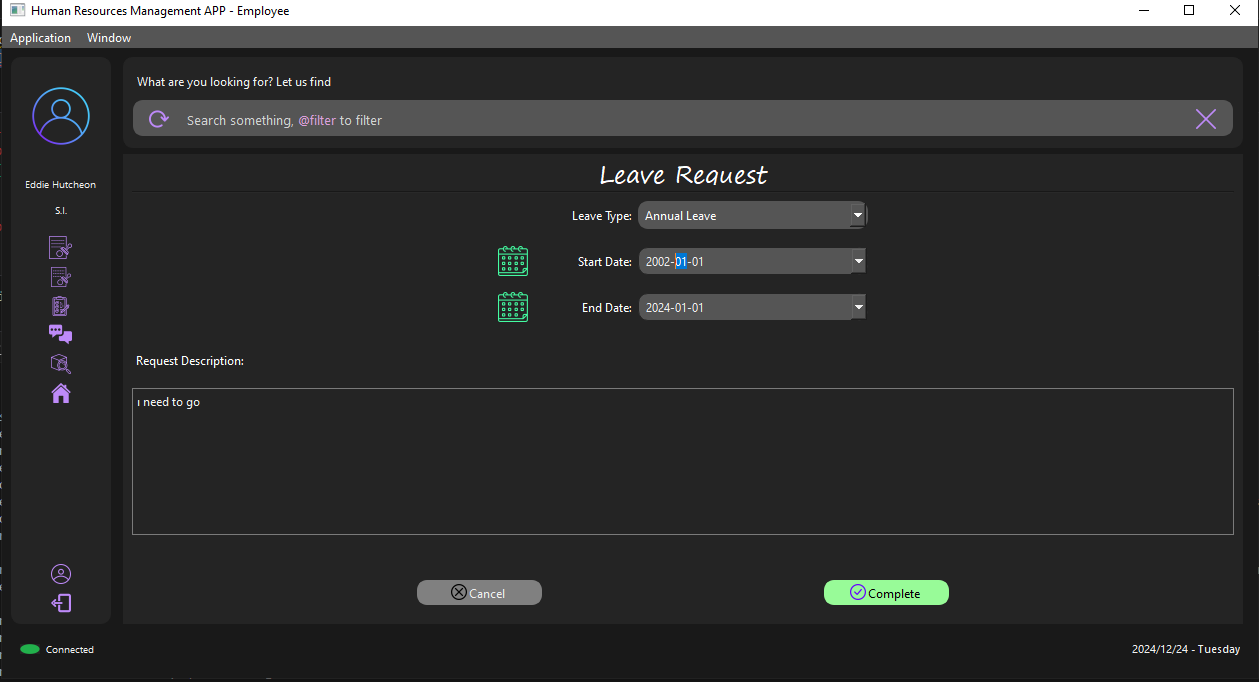 Human Resources Management APP - Employee
Application Window
What are you looking for? Let us find
Search something, @filter to filter
Eddie Hutcheon
S.I.
Leave Request
Leave Type: Annual Leave
Start Date: 2002-01-01
End Date: 2024-01-01
Request Description:
ı need to go
Cancel
Complete
Connected
2024/12/24 - Tuesday